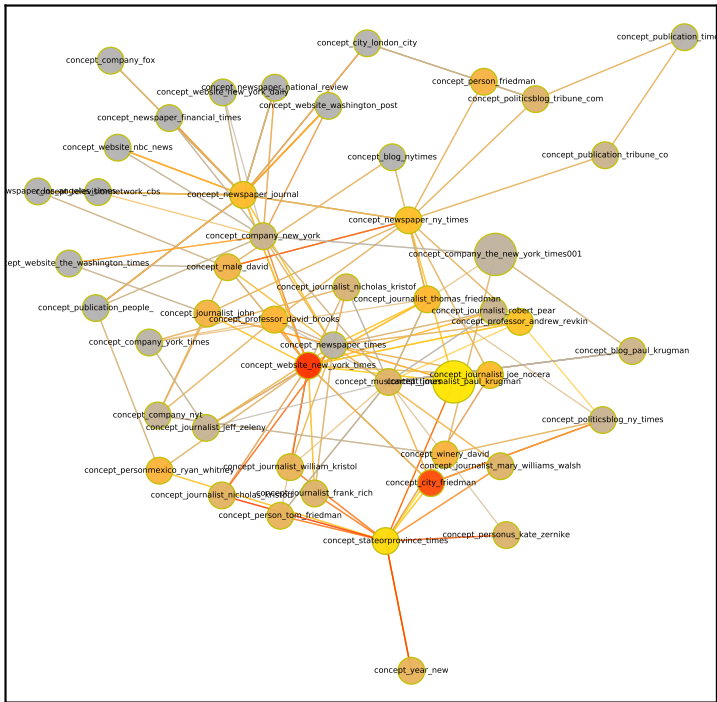 concept_publication_time
concept_city_london_city
concept_company_fox
concept_person_friedman
concept_newspaper_national_review
concept_website_new_york_daily
concept_politicsblog_tribune_com
concept_website_washington_post
concept_newspaper_financial_times
concept_website_nbc_news
concept_blog_nytimes
concept_publication_tribune_co
concept_newspaper_journal
concept_newspaper_ny_times
concept_company_new_york
concept_company_the_new_york_times001
ept_website_the_washington_times
concept_male_david
concept_journalist_nicholas_kristof
concept_journalist_thomas_friedman
concept_publication_people_
concept_journalist_john
concept_journalist_robert_pear
concept_professor_david_brooks
concept_professor_andrew_revkin
concept_company_york_times
concept_newspaper_times
concept_blog_paul_krugman
concept_website_new_york_times
concept_journalist_joe_nocera
concept_journalist_paul_krugman
concept_company_nyt
concept_politicsblog_ny_times
concept_journalist_jeff_zeleny
concept_winery_david
concept_journalist_william_kristol
concept_journalist_mary_williams_walsh
concept_personmexico_ryan_whitney
concept_city_friedman
concept_journalist_frank_rich
concept_person_tom_friedman
concept_personus_kate_zernike
concept_stateorprovince_times
concept_year_new